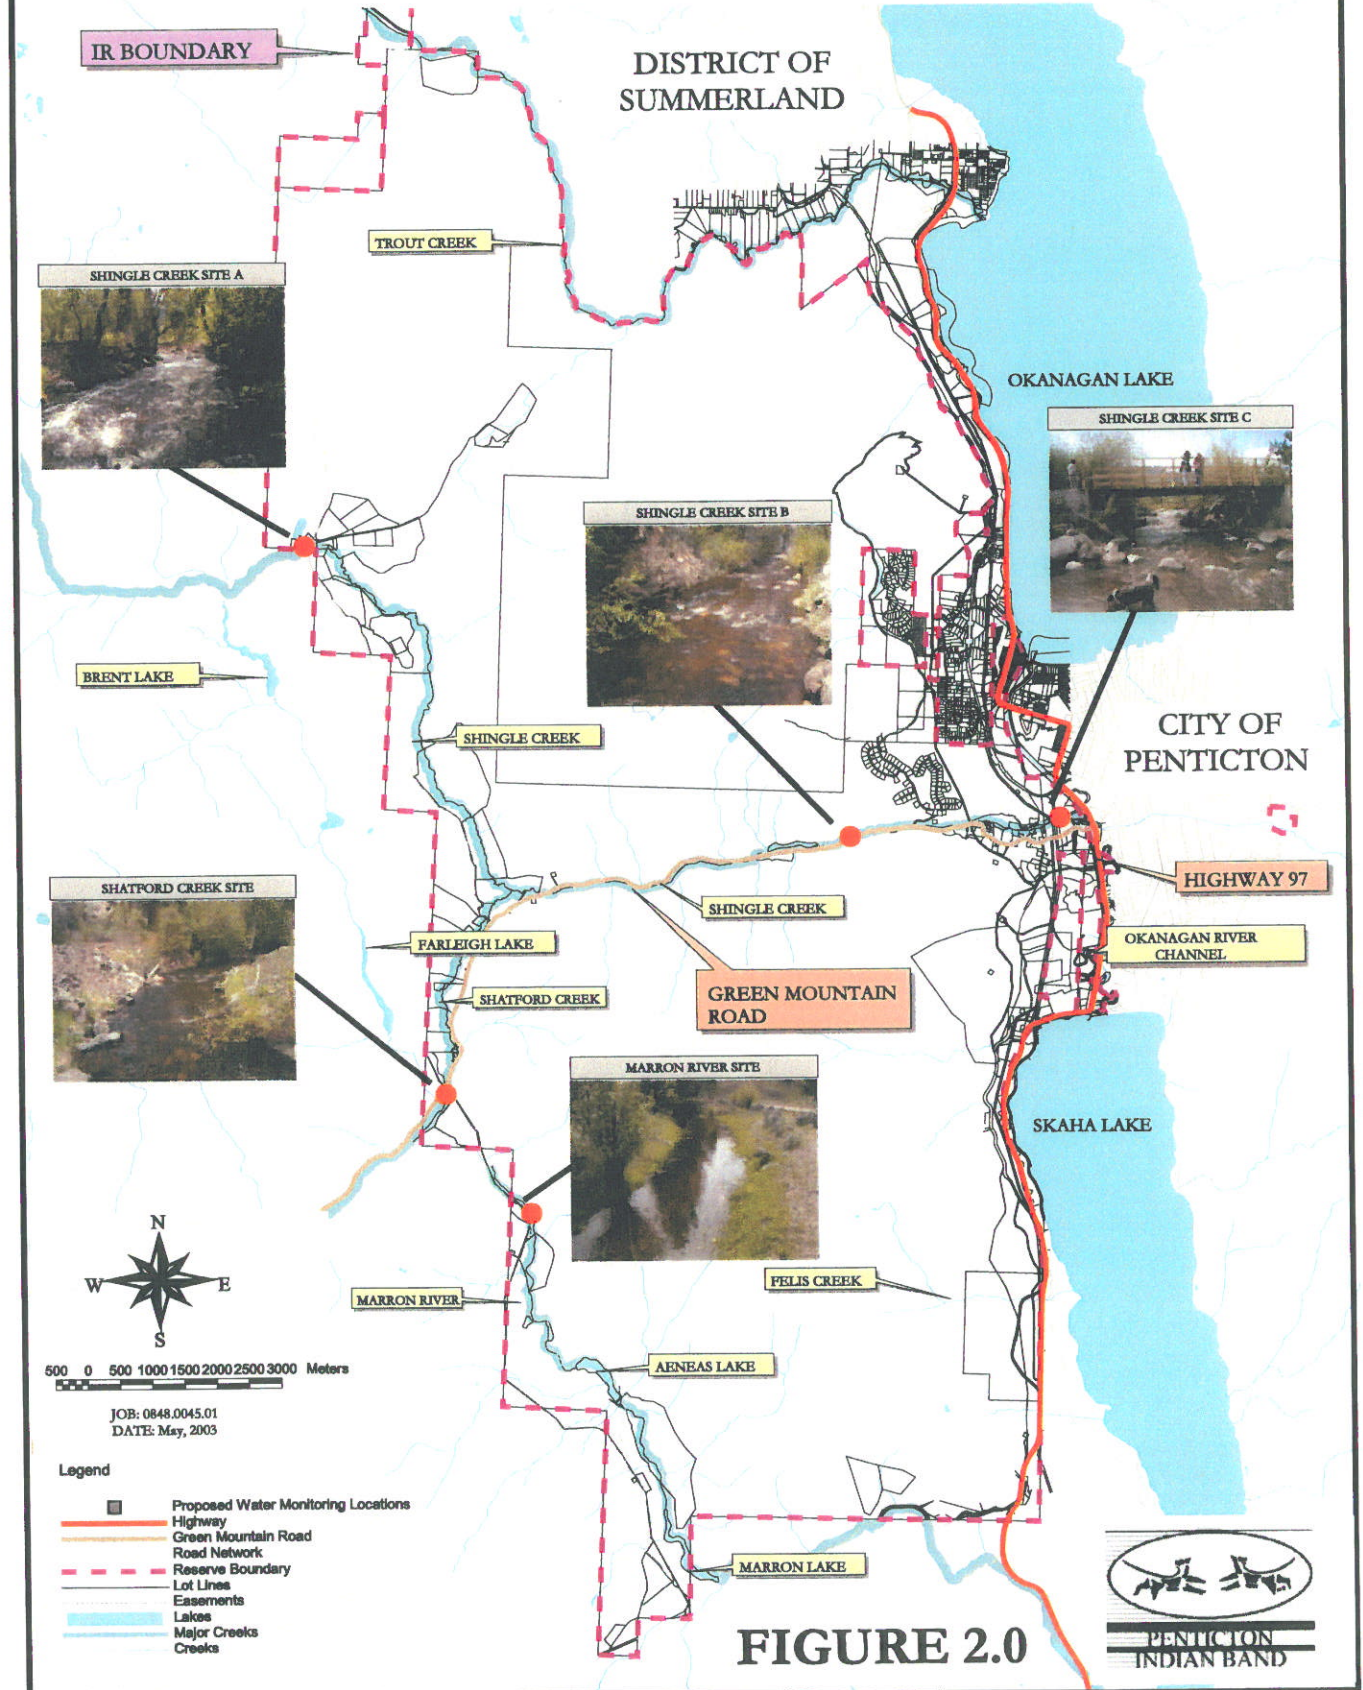 IR BOUNDARY
DISTRICT OF
SUMMERLAND
TROUT CREEK
SHINGLE CREEK SITE A
OKANAGAN LAKE
SHINGLE CREEK SITE C
SHINGLE CREEK SITE B
BRENT LAKE
SHINGLE CREEK
CITY OF
PENTICTON
SHATFORD CREEK SITE
HIGHWAY 97
SHINGLE CREEK
FARLEIGH LAKE
OKANAGAN RIVER
CHANNEL
SHATFORD CREEK
GREEN MOUNTAIN
ROAD
MARRON RIVER SITE
SKAHA LAKE
N
W E
S
FELIS CREEK
MARRON RIVER
AENEAS LAKE
500 0 500 1000 1500 2000 2500 3000 Meters
JOB: 0848.0045.01
DATE: May, 2003
Legend
Proposed Water Monitoring Locations
Highway
Green Mountain Road
Road Network
Reserve Boundary
Lot Lines
Easements
Lakes
Major Creeks
Creeks
MARRON LAKE
FIGURE 2.0
PENTICTON
INDIAN BAND